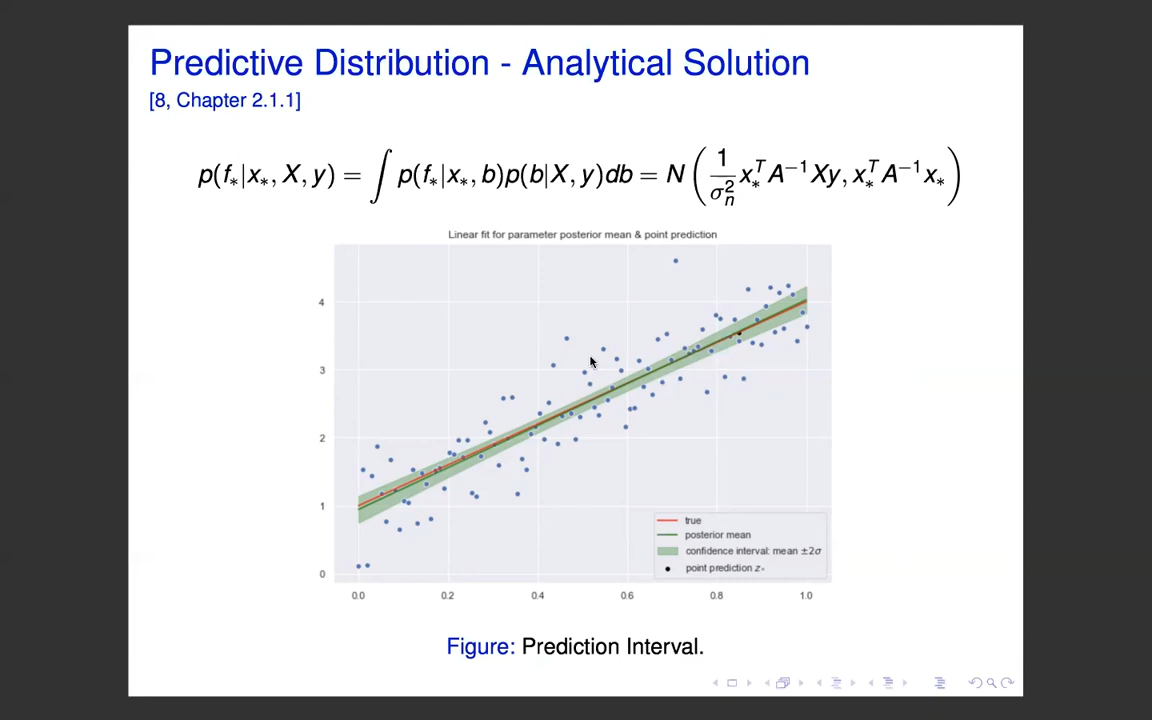 Predictive Distribution - Analytical Solution
[8, Chapter 2.1.1]
p(f∗|x∗, X, y) = ∫ p(f∗|x∗, b)p(b|X, y)db = N ( 1/σ²ₙ x∗ᵀA⁻¹Xy, x∗ᵀA⁻¹x∗ )
Linear fit for parameter posterior mean & point prediction
4
3
2
1
0
true
posterior mean
confidence interval: mean ±2σ
point prediction z∗
0.0 0.2 0.4 0.6 0.8 1.0
Figure: Prediction Interval.